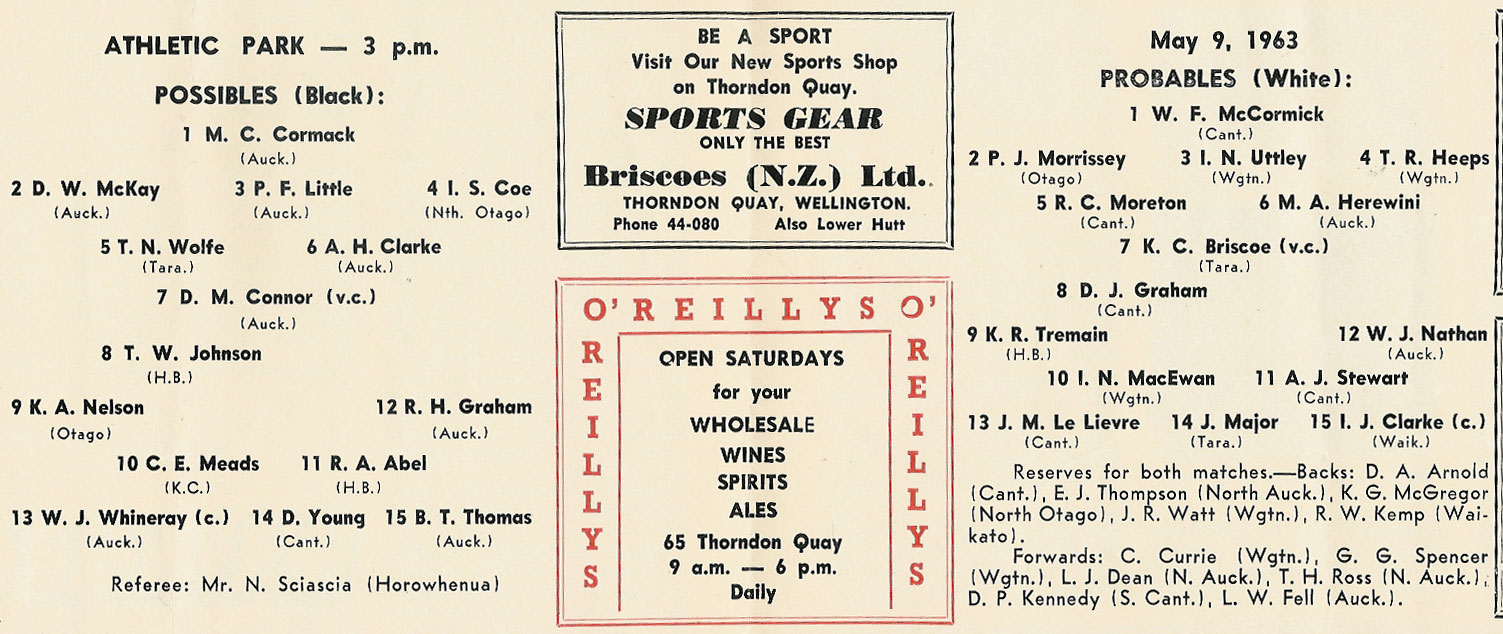 ATHLETIC PARK — 3 p.m.
POSSIBLES (Black):
1 M. C. Cormack
(Auck.)
2 D. W. McKay 3 P. F. Little 4 I. S. Coe
(Auck.) (Auck.) (Nth. Otago)
5 T. N. Wolfe 6 A. H. Clarke
(Tara.) (Auck.)
7 D. M. Connor (v.c.)
(Auck.)
8 T. W. Johnson
(H.B.)
9 K. A. Nelson 12 R. H. Graham
(Otago) (Auck.)
10 C. E. Meads 11 R. A. Abel
(K.C.) (H.B.)
13 W. J. Whineray (c.) 14 D. Young 15 B. T. Thomas
(Auck.) (Cant.) (Auck.)
Referee: Mr. N. Sciascia (Horowhenua)
BE A SPORT
Visit Our New Sports Shop
on Thorndon Quay.
SPORTS GEAR
ONLY THE BEST
Briscoes (N.Z.) Ltd.
THORNDON QUAY, WELLINGTON.
Phone 44-080 Also Lower Hutt
O'REILLYS O'
REILLYS
REILLYS
OPEN SATURDAYS
for your
WHOLESALE
WINES
SPIRITS
ALES
65 Thorndon Quay
9 a.m. — 6 p.m.
Daily
May 9, 1963
PROBABLES (White):
1 W. F. McCormick
(Cant.)
2 P. J. Morrissey 3 I. N. Uttley 4 T. R. Heeps
(Otago) (Wgtn.) (Wgtn.)
5 R. C. Moreton 6 M. A. Herewini
(Cant.) (Auck.)
7 K. C. Briscoe (v.c.)
(Tara.)
8 D. J. Graham
(Cant.)
9 K. R. Tremain 12 W. J. Nathan
(H.B.) (Auck.)
10 I. N. MacEwan 11 A. J. Stewart
(Wgtn.) (Cant.)
13 J. M. Le Lievre 14 J. Major 15 I. J. Clarke (c.)
(Cant.) (Tara.) (Waik.)
Reserves for both matches.—Backs: D. A. Arnold
(Cant.), E. J. Thompson (North Auck.), K. G. McGregor
(North Otago), J. R. Watt (Wgtn.), R. W. Kemp (Wai-
kato).
Forwards: C. Currie (Wgtn.), G. G. Spencer
(Wgtn.), L. J. Dean (N. Auck.), T. H. Ross (N. Auck.),
D. P. Kennedy (S. Cant.), L. W. Fell (Auck.).